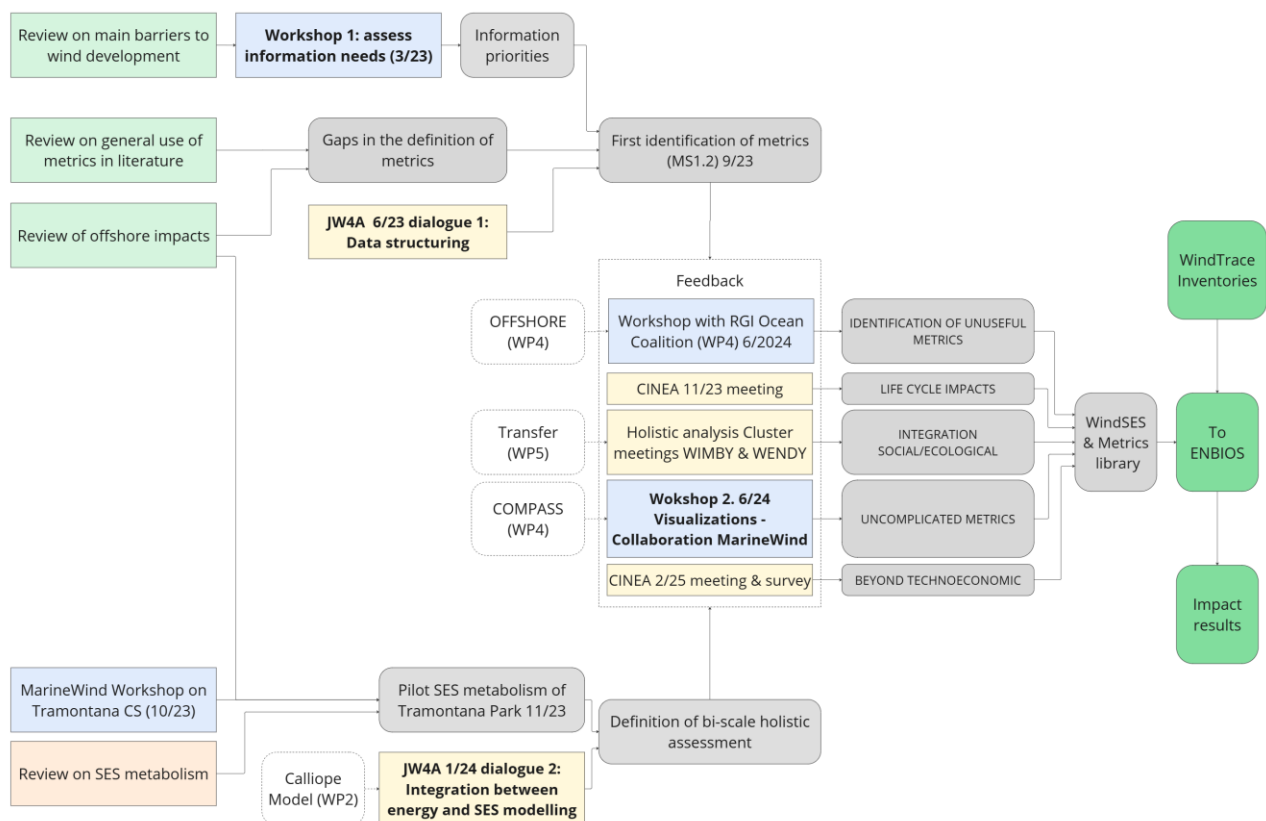 Review on main barriers to
wind development
Workshop 1: assess
information needs (3/23)
Information
priorities
Review on general use of
metrics in literature
Gaps in the definition of
metrics
First identification of metrics
(MS1.2) 9/23
Review of offshore impacts
JW4A  6/23 dialogue 1:
Data structuring
Feedback
OFFSHORE
(WP4)
Workshop with RGI Ocean
Coalition (WP4) 6/2024
IDENTIFICATION OF UNUSEFUL
METRICS
CINEA 11/23 meeting
LIFE CYCLE IMPACTS
Transfer
(WP5)
Holistic analysis Cluster
meetings WIMBY & WENDY
INTEGRATION
SOCIAL/ECOLOGICAL
COMPASS
(WP4)
Wokshop 2. 6/24
Visualizations -
Collaboration MarineWind
UNCOMPLICATED METRICS
CINEA 2/25 meeting & survey
BEYOND TECHNOECONOMIC
WindSES
& Metrics
library
WindTrace
Inventories
To
ENBIOS
Impact
results
MarineWind Workshop on
Tramontana CS (10/23)
Pilot SES metabolism of
Tramontana Park 11/23
Definition of bi-scale holistic
assessment
Review on SES metabolism
Calliope
Model (WP2)
JW4A 1/24 dialogue 2:
Integration between
energy and SES modelling